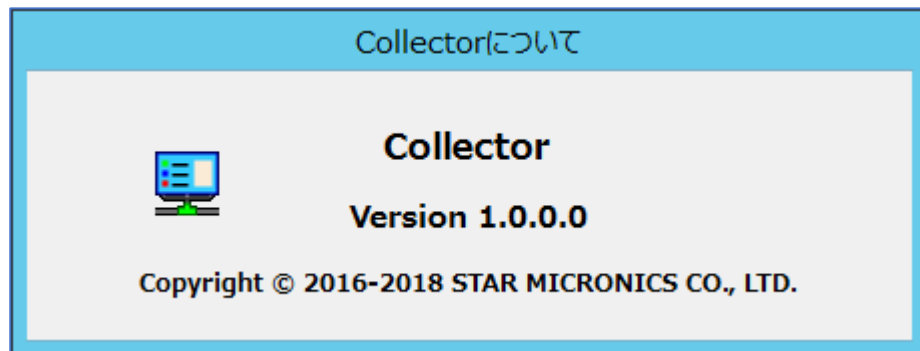 Collectorについて
Collector
Version 1.0.0.0
Copyright © 2016-2018 STAR MICRONICS CO., LTD.